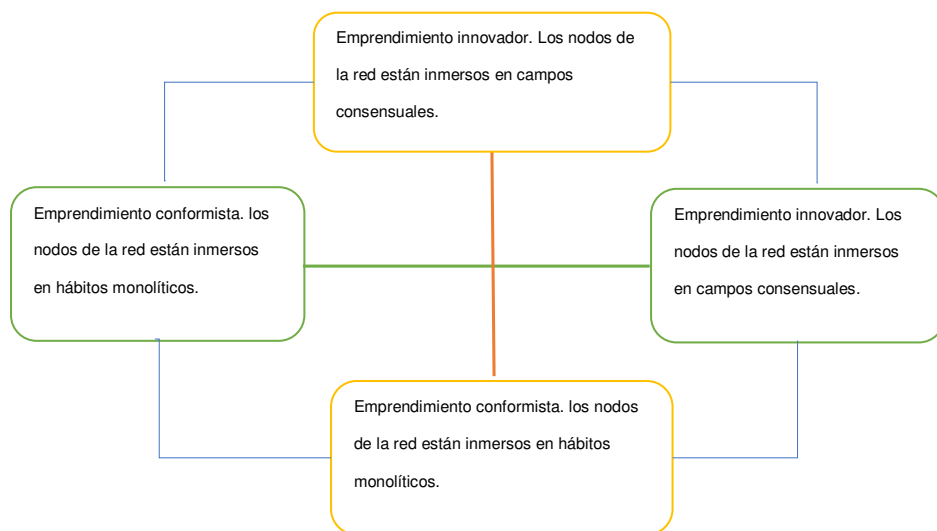 Emprendimiento innovador. Los nodos de
la red están inmersos en campos
consensuales.
Emprendimiento conformista. los
nodos de la red están inmersos
en hábitos monolíticos.
Emprendimiento innovador. Los
nodos de la red están inmersos
en campos consensuales.
Emprendimiento conformista. los nodos
de la red están inmersos en hábitos
monolíticos.